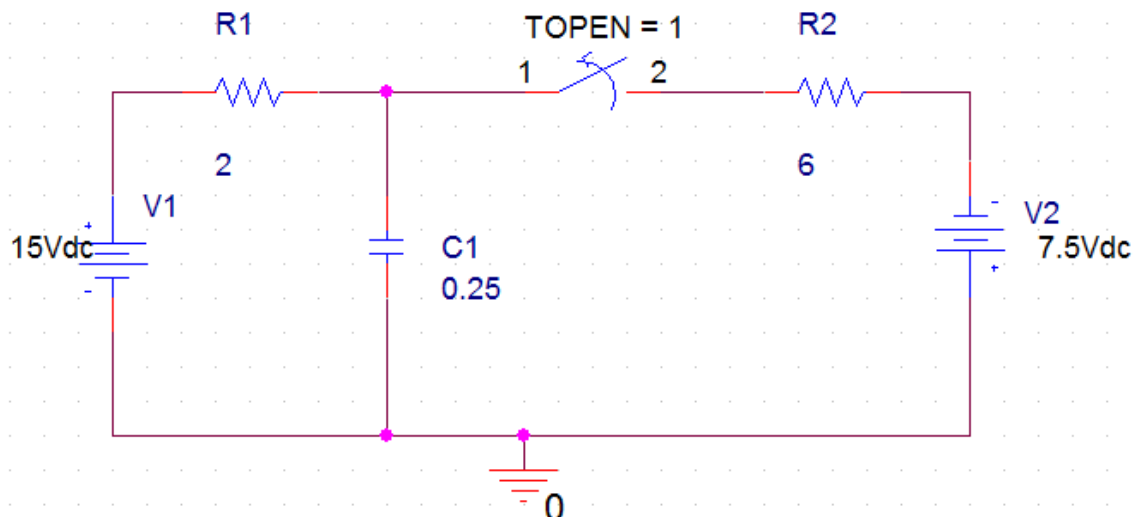 R1
TOPEN = 1
R2
1
2
2
6
V1
15Vdc
+
-
C1
0.25
V2
7.5Vdc
-
+
0